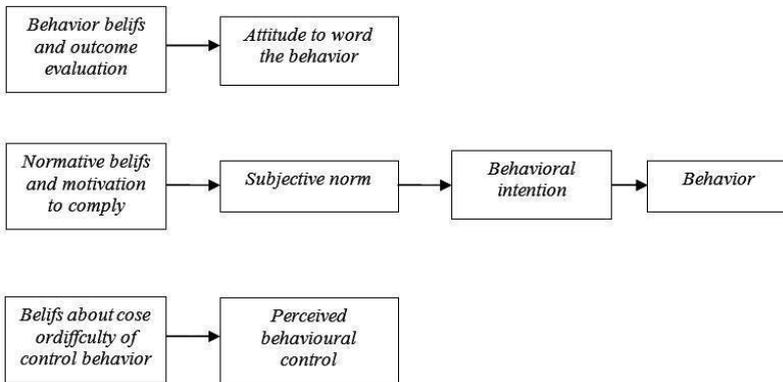 Behavior belifs
and outcome
evaluation
Attitude to word
the behavior
Normative belifs
and motivation
to comply
Subjective norm
Behavioral
intention
Behavior
Belifs about cose
ordiffculty of
control behavior
Perceived
behavioural
control